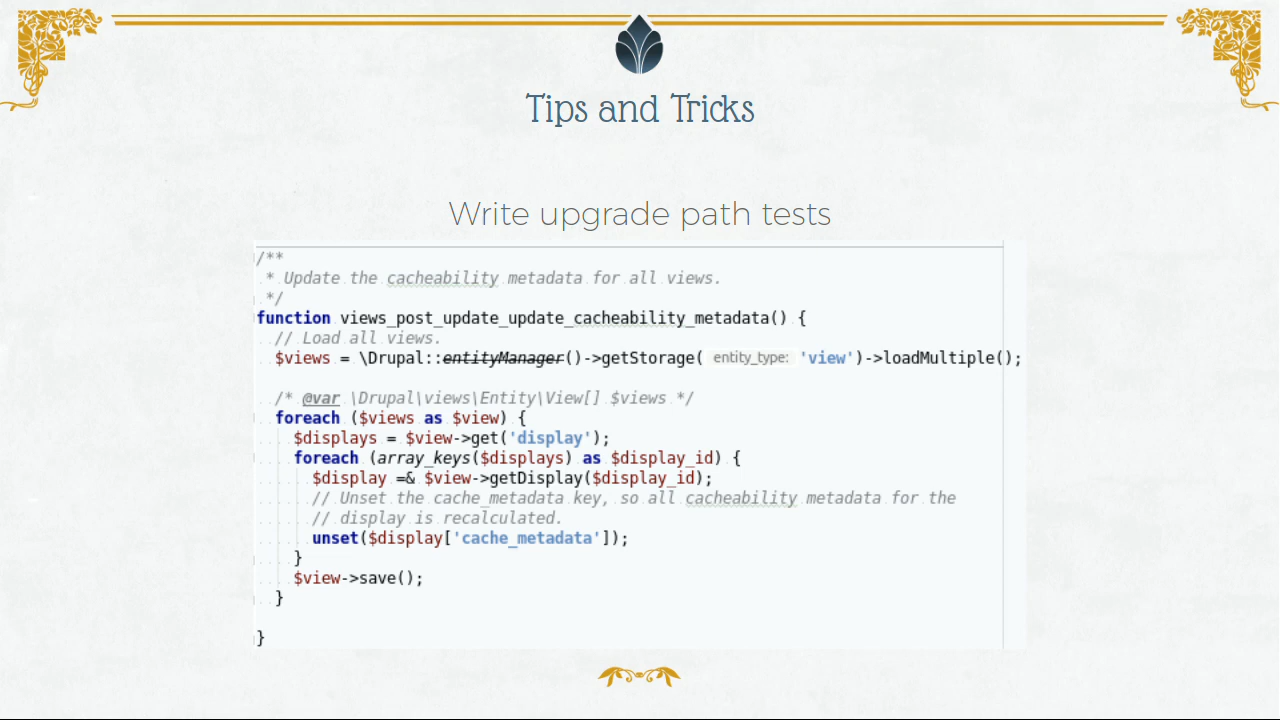 Tips and Tricks
Write upgrade path tests
/**
 * Update the cacheability metadata for all views.
 */
function views_post_update_update_cacheability_metadata() {
  // Load all views.
  $views = \Drupal::entityManager()->getStorage( entity_type: 'view')->loadMultiple();
  /* @var \Drupal\views\Entity\View[] $views */
  foreach ($views as $view) {
    $displays = $view->get('display');
    foreach (array_keys($displays) as $display_id) {
      $display =& $view->getDisplay($display_id);
      // Unset the cache_metadata key, so all cacheability metadata for the
      // display is recalculated.
      unset($display['cache_metadata']);
    }
    $view->save();
  }
}